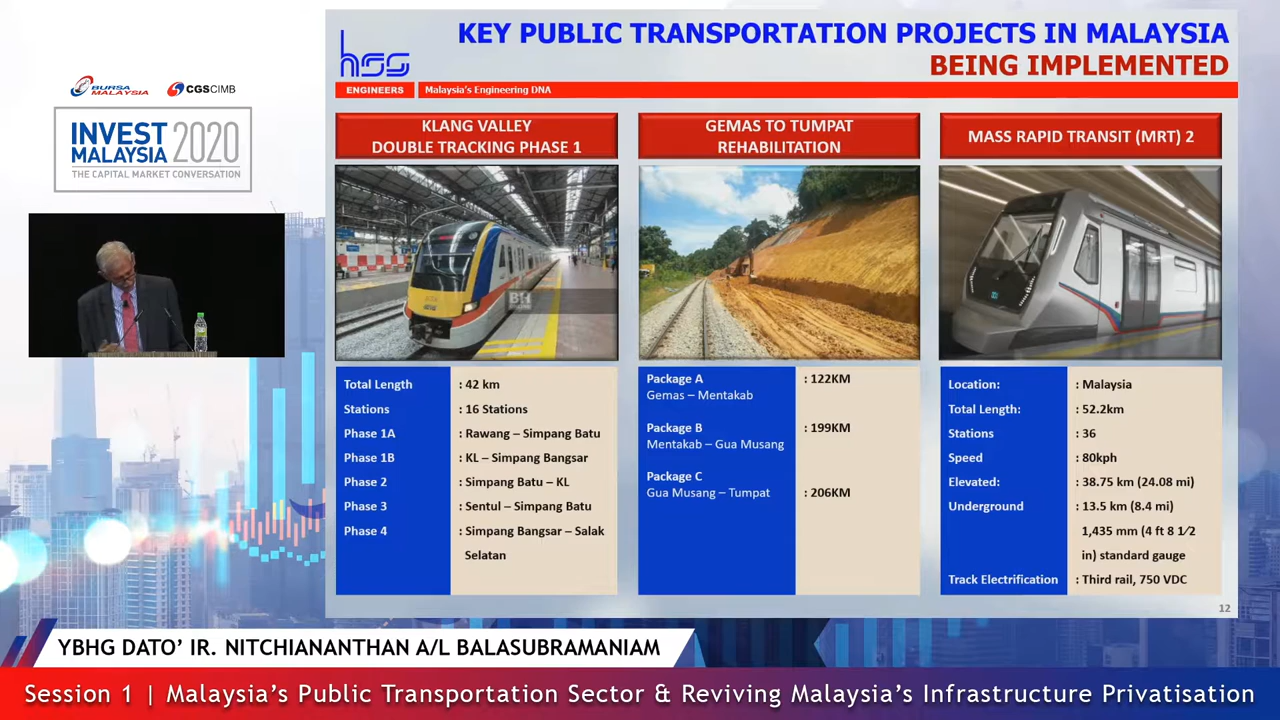 BURSA
MALAYSIA
CGS CIMB
INVEST
MALAYSIA 2020
THE CAPITAL MARKET CONVERSATION
hss
ENGINEERS
Malaysia's Engineering DNA
KEY PUBLIC TRANSPORTATION PROJECTS IN MALAYSIA
BEING IMPLEMENTED
KLANG VALLEY
DOUBLE TRACKING PHASE 1
BH
Total Length : 42 km
Stations : 16 Stations
Phase 1A : Rawang – Simpang Batu
Phase 1B : KL – Simpang Bangsar
Phase 2 : Simpang Batu – KL
Phase 3 : Sentul – Simpang Batu
Phase 4 : Simpang Bangsar – Salak
Selatan
GEMAS TO TUMPAT
REHABILITATION
Package A : 122KM
Gemas – Mentakab
Package B : 199KM
Mentakab – Gua Musang
Package C
Gua Musang – Tumpat : 206KM
MASS RAPID TRANSIT (MRT) 2
Location: : Malaysia
Total Length: : 52.2km
Stations : 36
Speed : 80kph
Elevated: : 38.75 km (24.08 mi)
Underground : 13.5 km (8.4 mi)
1,435 mm (4 ft 8 1⁄2
in) standard gauge
Track Electrification : Third rail, 750 VDC
12
YBHG DATO' IR. NITCHIANANTHAN A/L BALASUBRAMANIAM
Session 1 | Malaysia's Public Transportation Sector & Reviving Malaysia's Infrastructure Privatisation